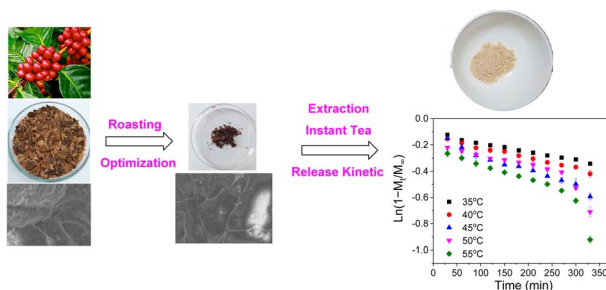 Roasting
Optimization
Extraction
Instant Tea
Release Kinetic
Ln(1−Mt/M∞)
0.0
-0.2
-0.4
-0.6
-0.8
-1.0
35°C
40°C
45°C
50°C
55°C
0 50 100 150 200 250 300 350
Time (min)